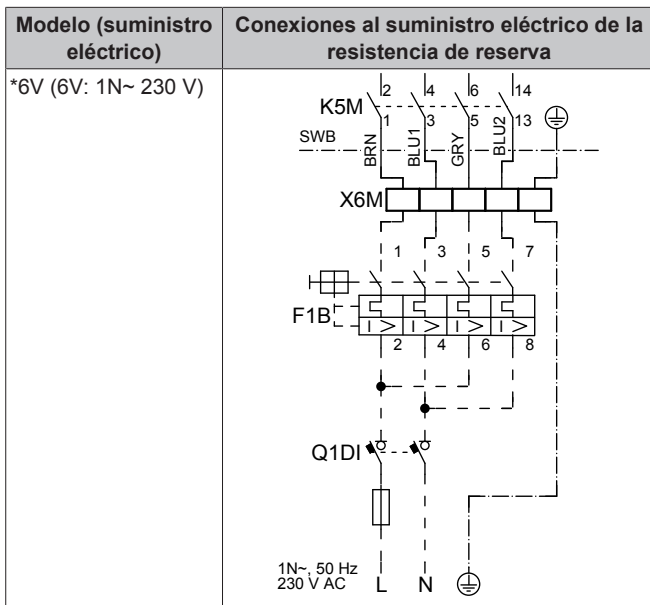 Modelo (suministro eléctrico)
Conexiones al suministro eléctrico de la resistencia de reserva
*6V (6V: 1N~ 230 V)
2 4 6 14
K5M
1 3 5 13
SWB
BRN BLU1 GRY BLU2
X6M
1 3 5 7
F1B
I > I > I > I >
2 4 6 8
Q1DI
1N~, 50 Hz
230 V AC
L N